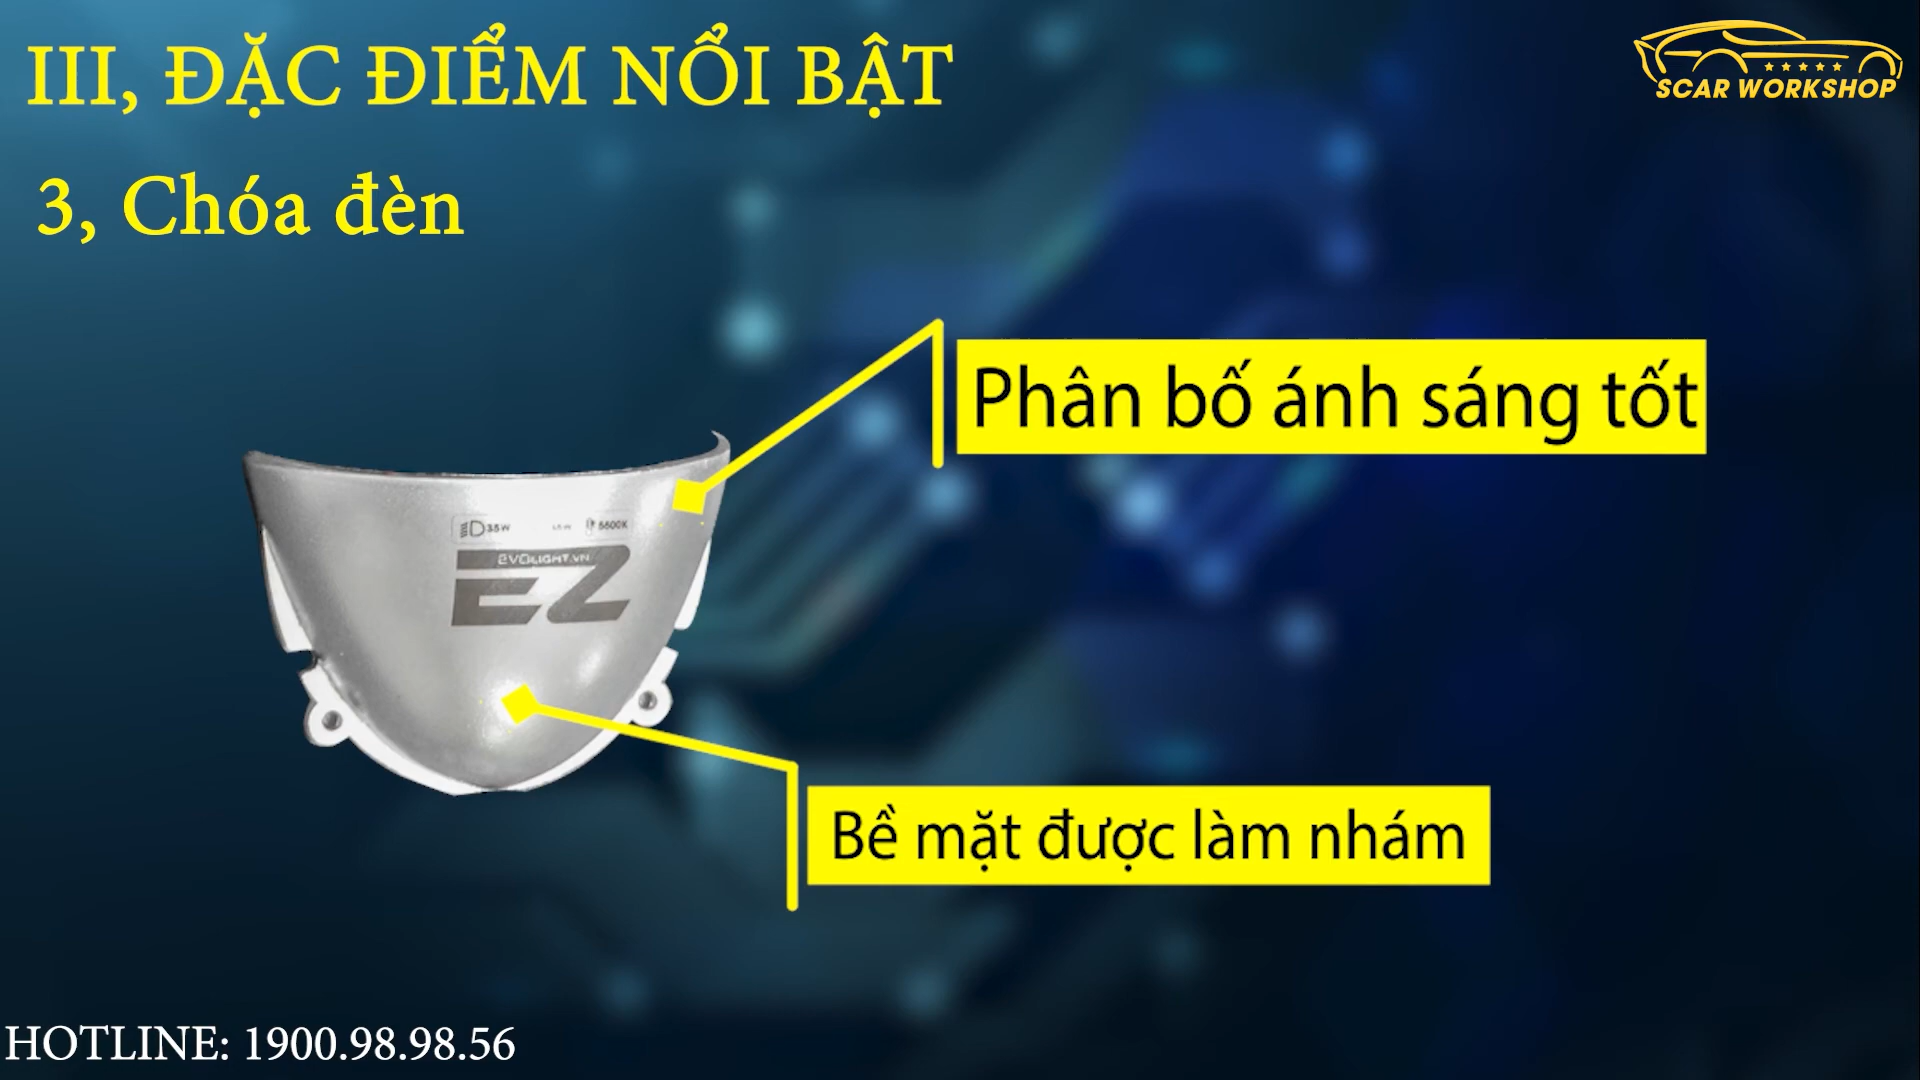 III, ĐẶC ĐIỂM NỔI BẬT
SCAR WORKSHOP
3, Chóa đèn
Phân bố ánh sáng tốt
35W
5500K
EVOLIGHT.VN
EZ
Bề mặt được làm nhám
HOTLINE: 1900.98.98.56